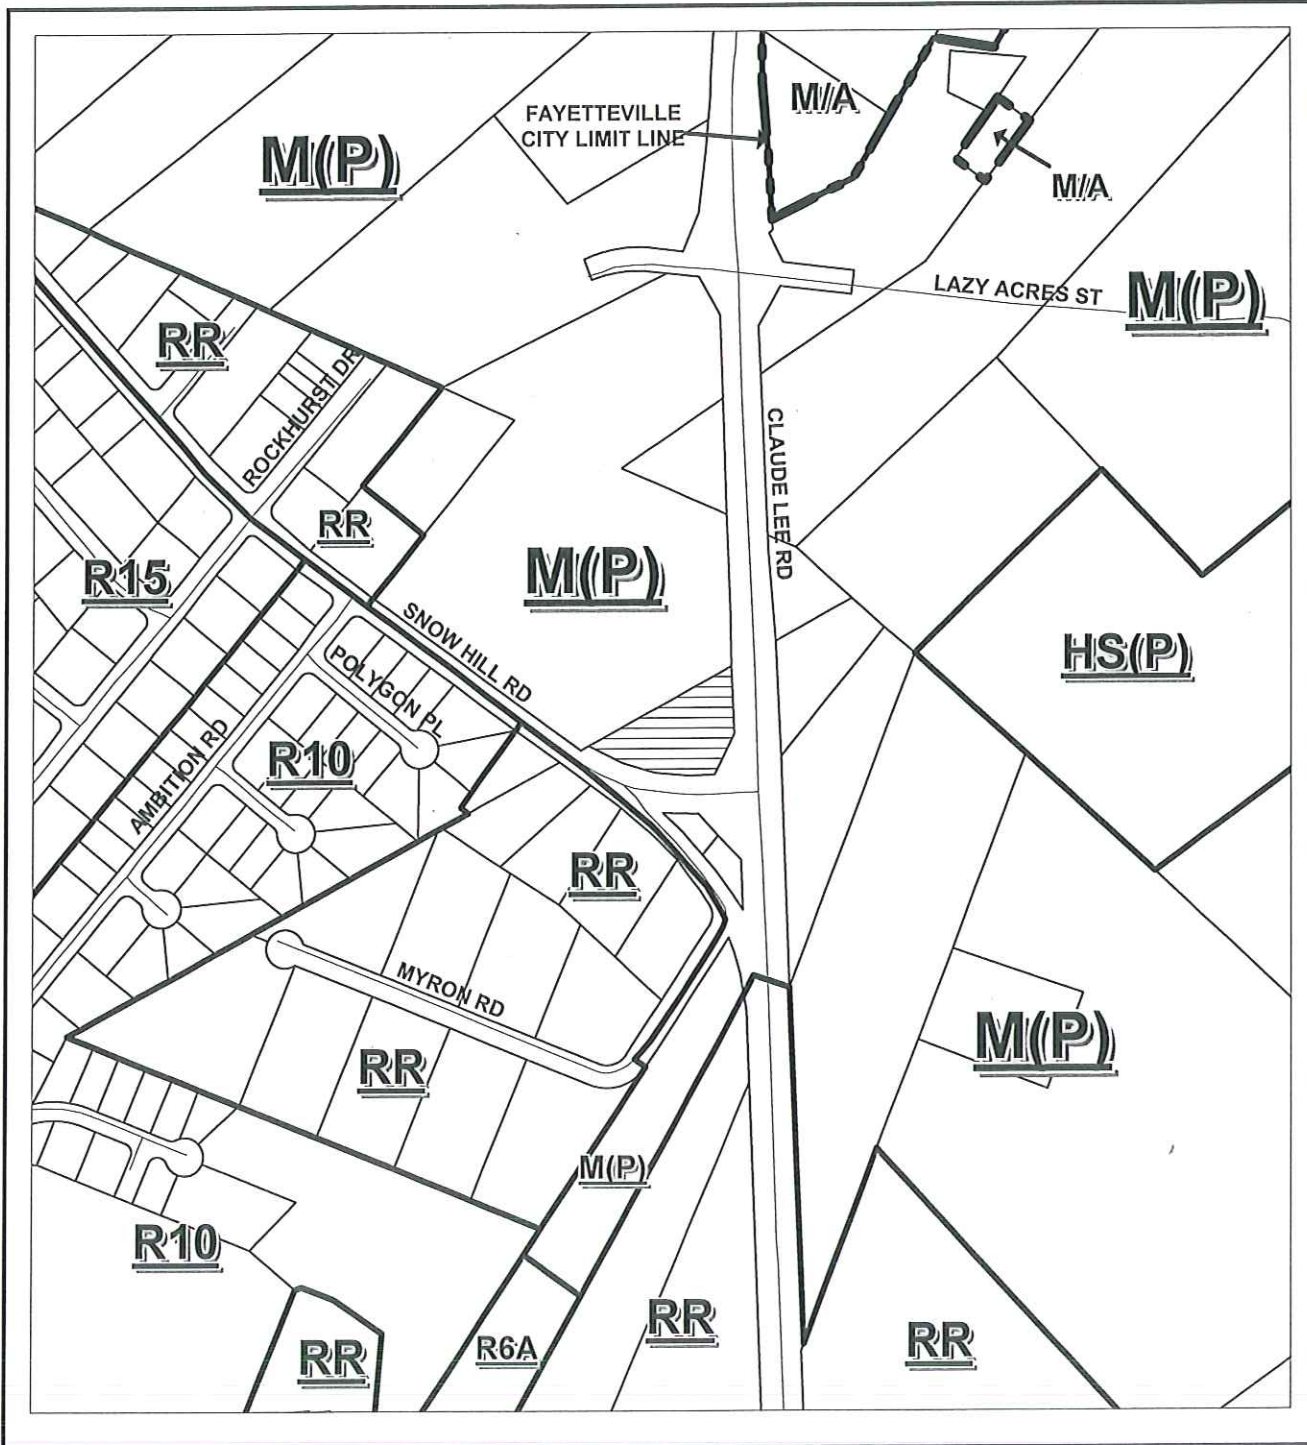 M/A
FAYETTEVILLE
CITY LIMIT LINE
M(P)
M/A
LAZY ACRES ST
M(P)
RR
ROCKHURST DR
CLAUDE LEE RD
RR
M(P)
R15
SNOW HILL RD
HS(P)
POLYGON PL
AMBITION RD
R10
RR
MYRON RD
M(P)
RR
M(P)
R10
RR
R6A
RR
RR